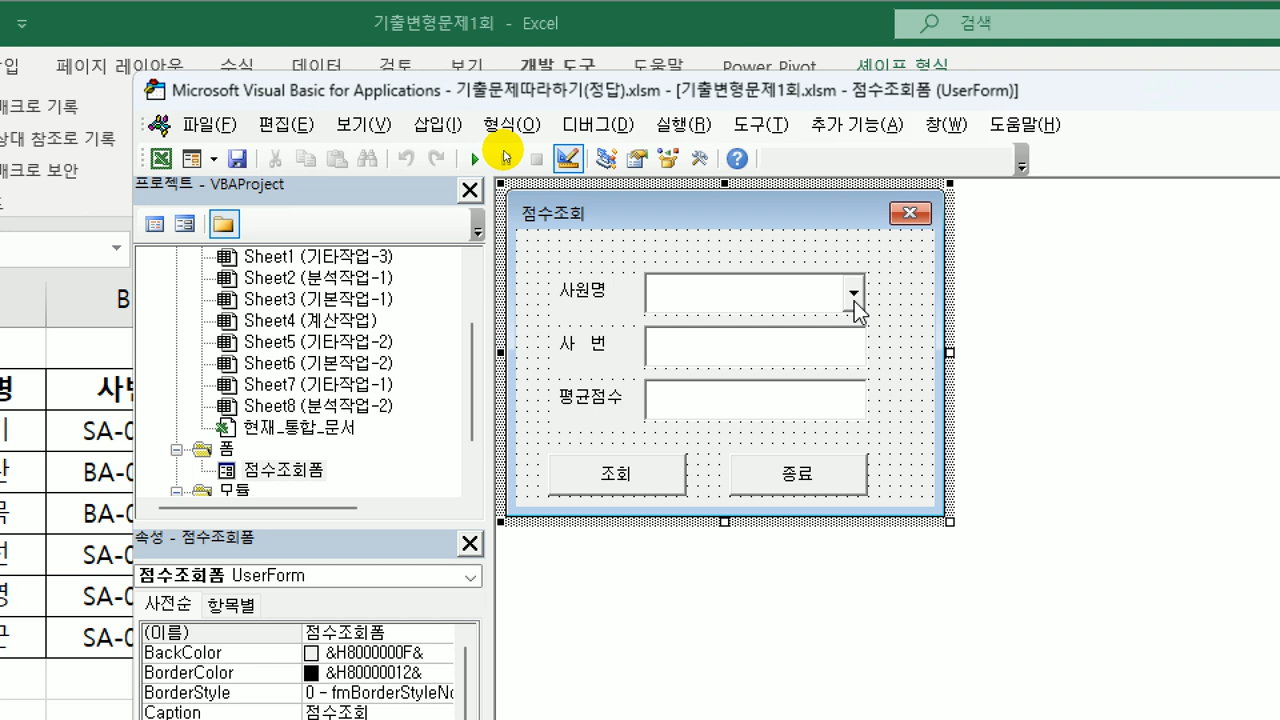 기출변형문제1회 - Excel
검색
삽입 페이지 레이아웃 수식 데이터 검토 보기 개발 도구 도움말 Power Pivot 셰이프 형식
매크로 기록
상대 참조로 기록
매크로 보안
Microsoft Visual Basic for Applications - 기출문제따라하기(정답).xlsm - [기출변형문제1회.xlsm - 점수조회폼 (UserForm)]
파일(F) 편집(E) 보기(V) 삽입(I) 형식(O) 디버그(D) 실행(R) 도구(T) 추가 기능(A) 창(W) 도움말(H)
프로젝트 - VBAProject
Sheet1 (기타작업-3)
Sheet2 (분석작업-1)
Sheet3 (기본작업-1)
Sheet4 (계산작업)
Sheet5 (기타작업-2)
Sheet6 (기본작업-2)
Sheet7 (기타작업-1)
Sheet8 (분석작업-2)
현재_통합_문서
폼
점수조회폼
모듈
속성 - 점수조회폼
점수조회폼 UserForm
사전순 항목별
(이름) 점수조회폼
BackColor &H8000000F&
BorderColor &H80000012&
BorderStyle 0 - fmBorderStyleNo
Caption 점수조회
점수조회
사원명
사 번
평균점수
조회 종료
B
명 사번
SA-0
BA-0
BA-0
SA-0
SA-0
SA-0